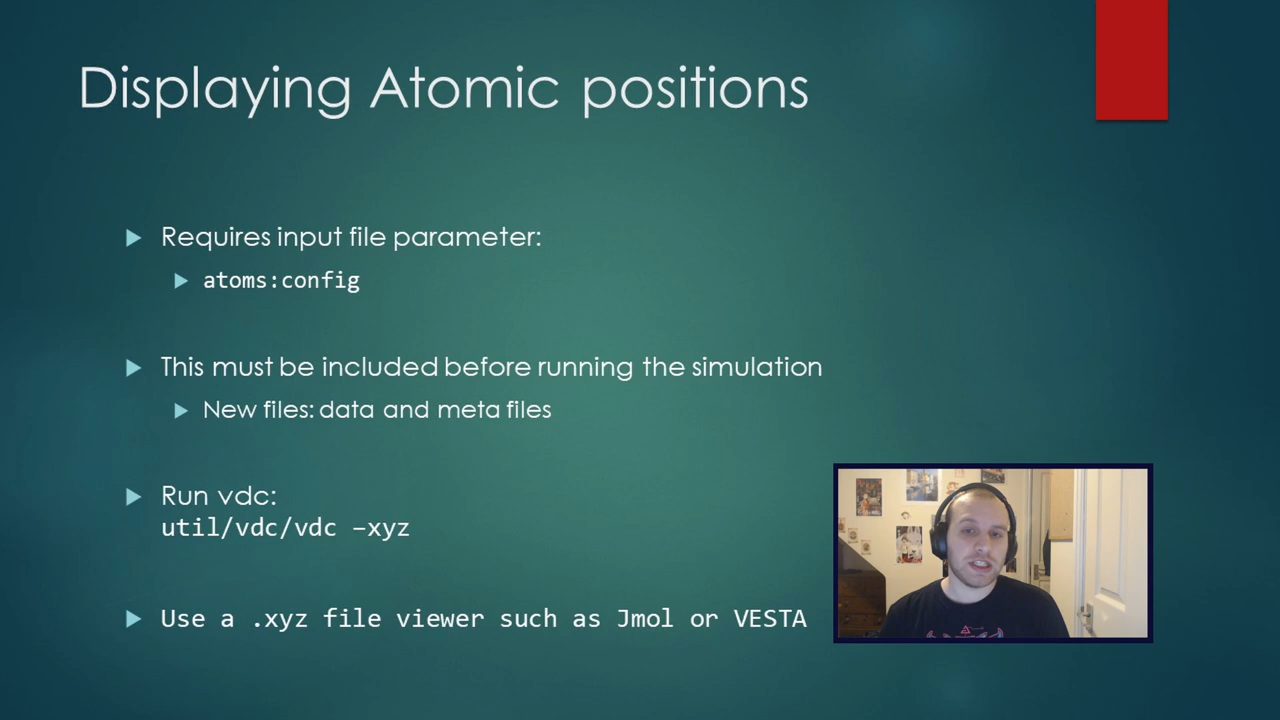 Displaying Atomic positions
Requires input file parameter:
atoms:config
This must be included before running the simulation
New files: data and meta files
Run vdc:
util/vdc/vdc –xyz
Use a .xyz file viewer such as Jmol or VESTA